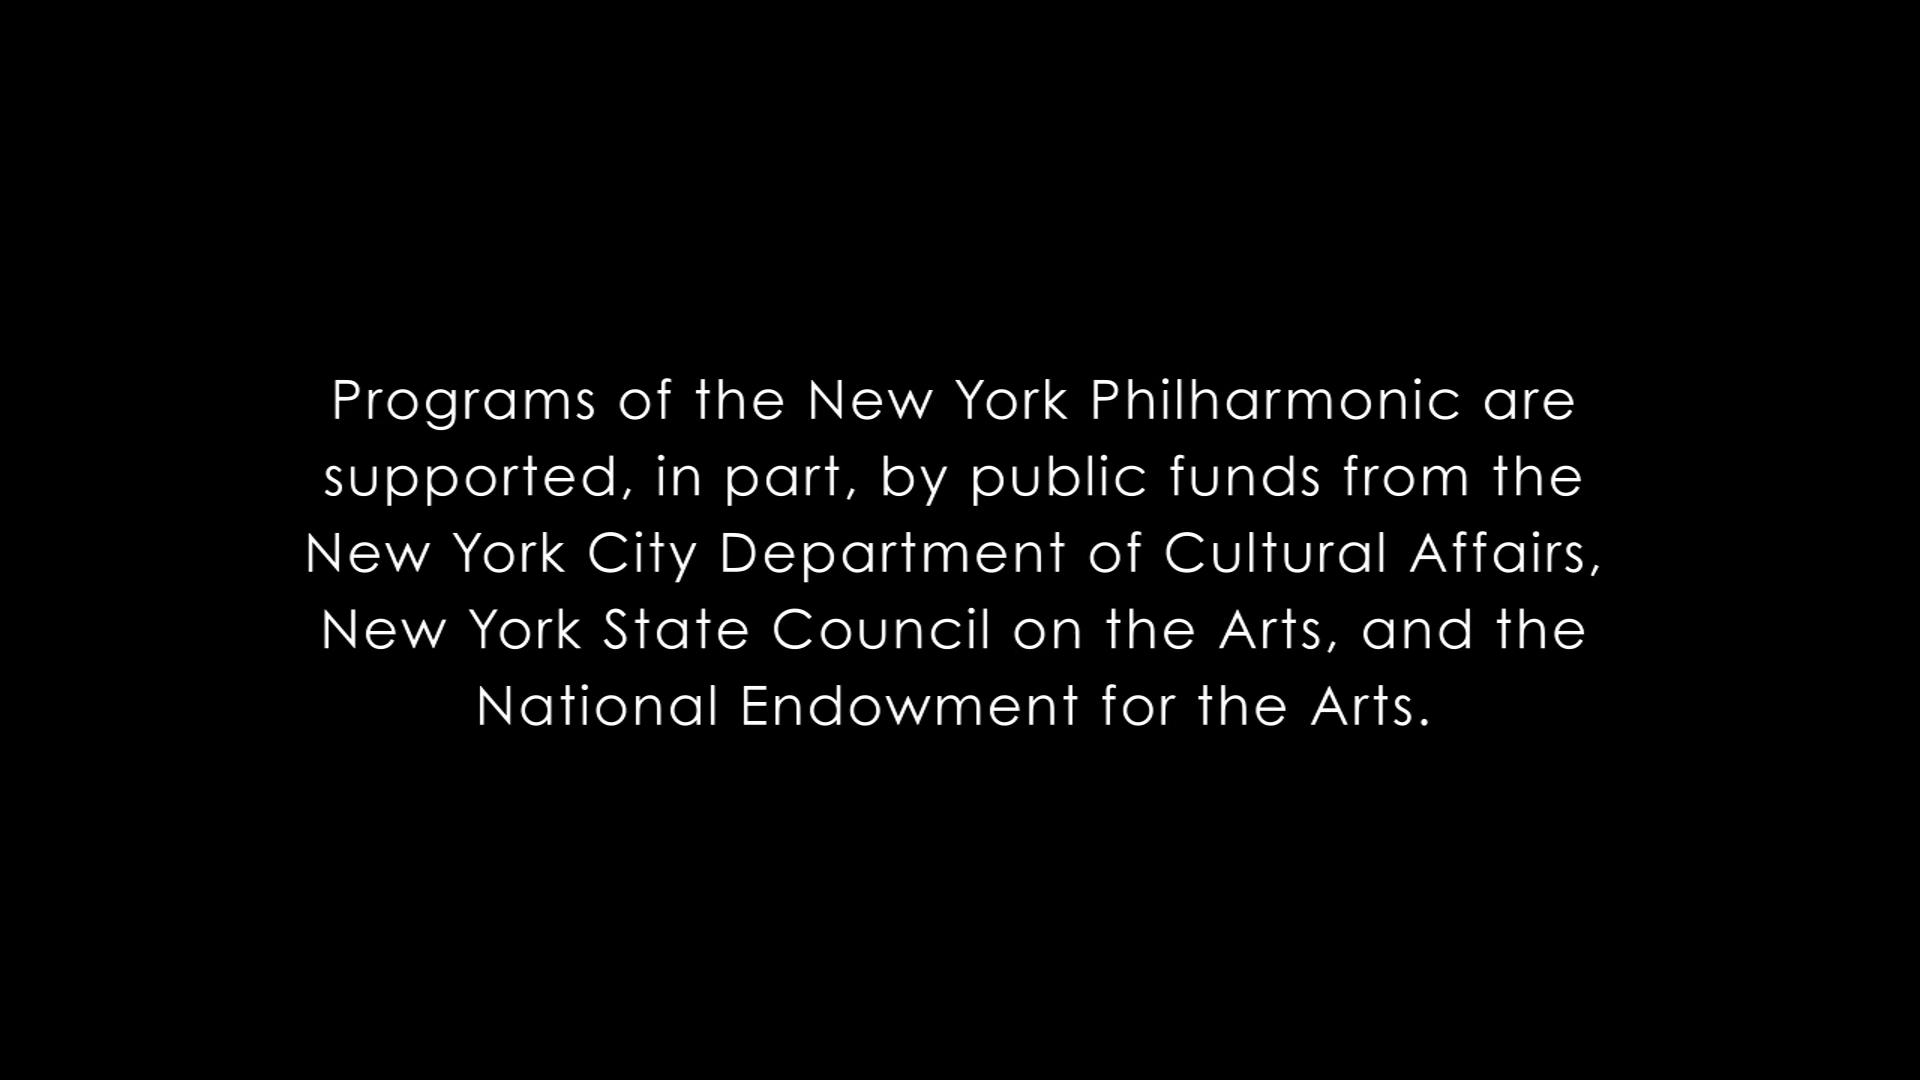 Programs of the New York Philharmonic are
supported, in part, by public funds from the
New York City Department of Cultural Affairs,
New York State Council on the Arts, and the
National Endowment for the Arts.